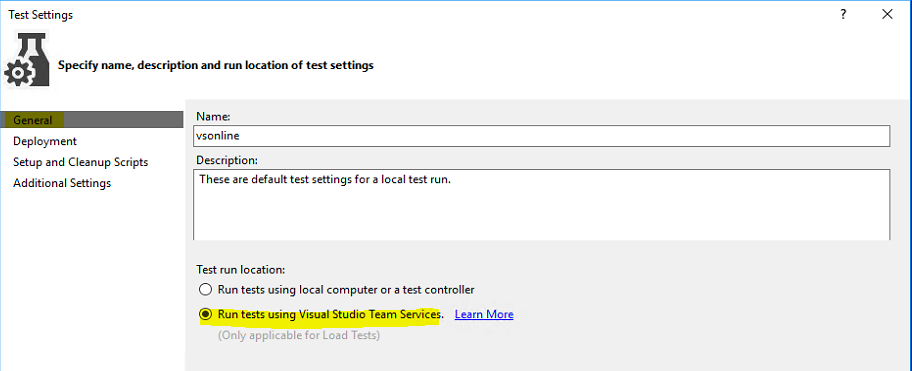 Test Settings
?
Specify name, description and run location of test settings
General
Deployment
Setup and Cleanup Scripts
Additional Settings
Name:
vsonline
Description:
These are default test settings for a local test run.
Test run location:
Run tests using local computer or a test controller
Run tests using Visual Studio Team Services. Learn More
(Only applicable for Load Tests)